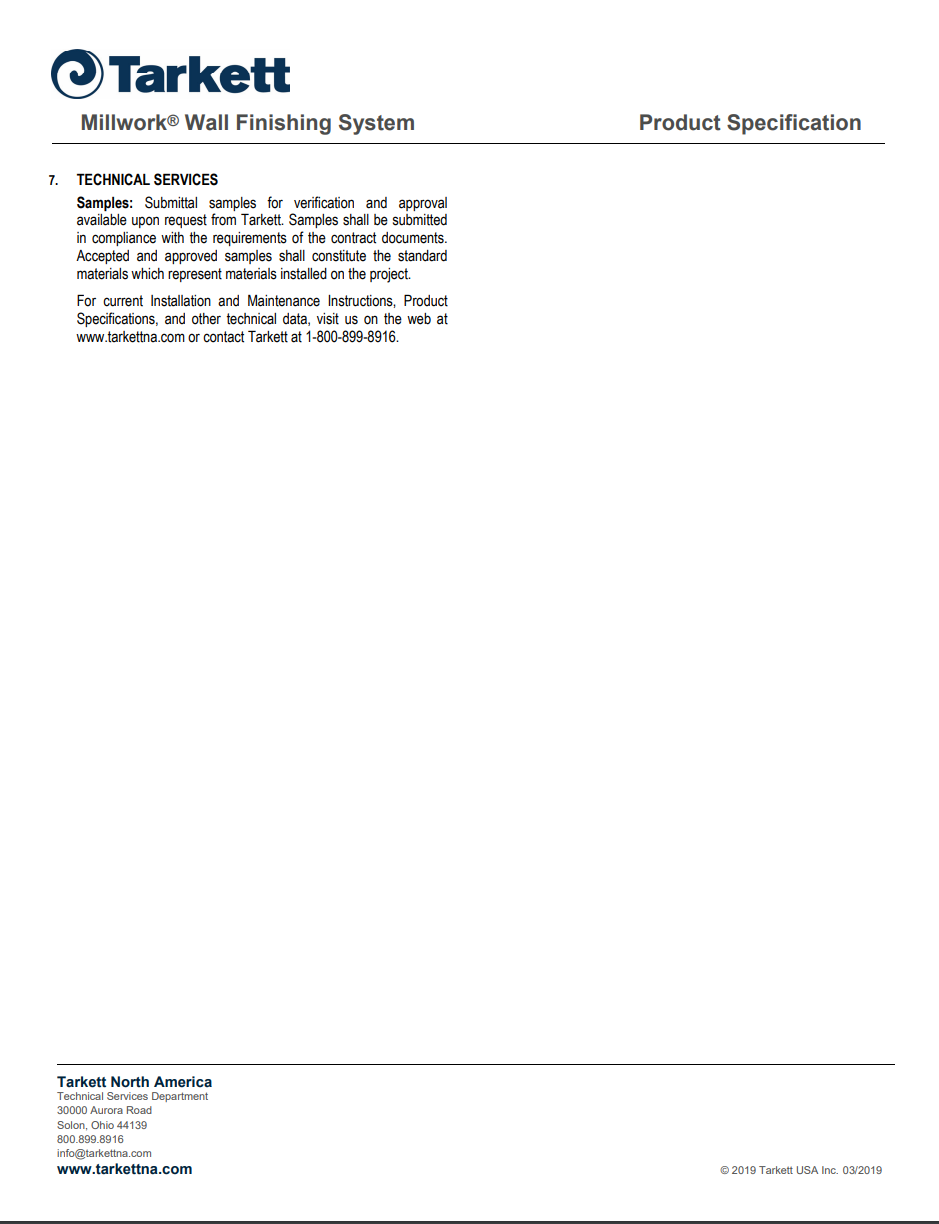 Tarkett
Millwork® Wall Finishing System Product Specification
7. TECHNICAL SERVICES
Samples: Submittal samples for verification and approval
available upon request from Tarkett. Samples shall be submitted
in compliance with the requirements of the contract documents.
Accepted and approved samples shall constitute the standard
materials which represent materials installed on the project.
For current Installation and Maintenance Instructions, Product
Specifications, and other technical data, visit us on the web at
www.tarkettna.com or contact Tarkett at 1-800-899-8916.
Tarkett North America
Technical Services Department
30000 Aurora Road
Solon, Ohio 44139
800.899.8916
info@tarkettna.com
www.tarkettna.com © 2019 Tarkett USA Inc. 03/2019